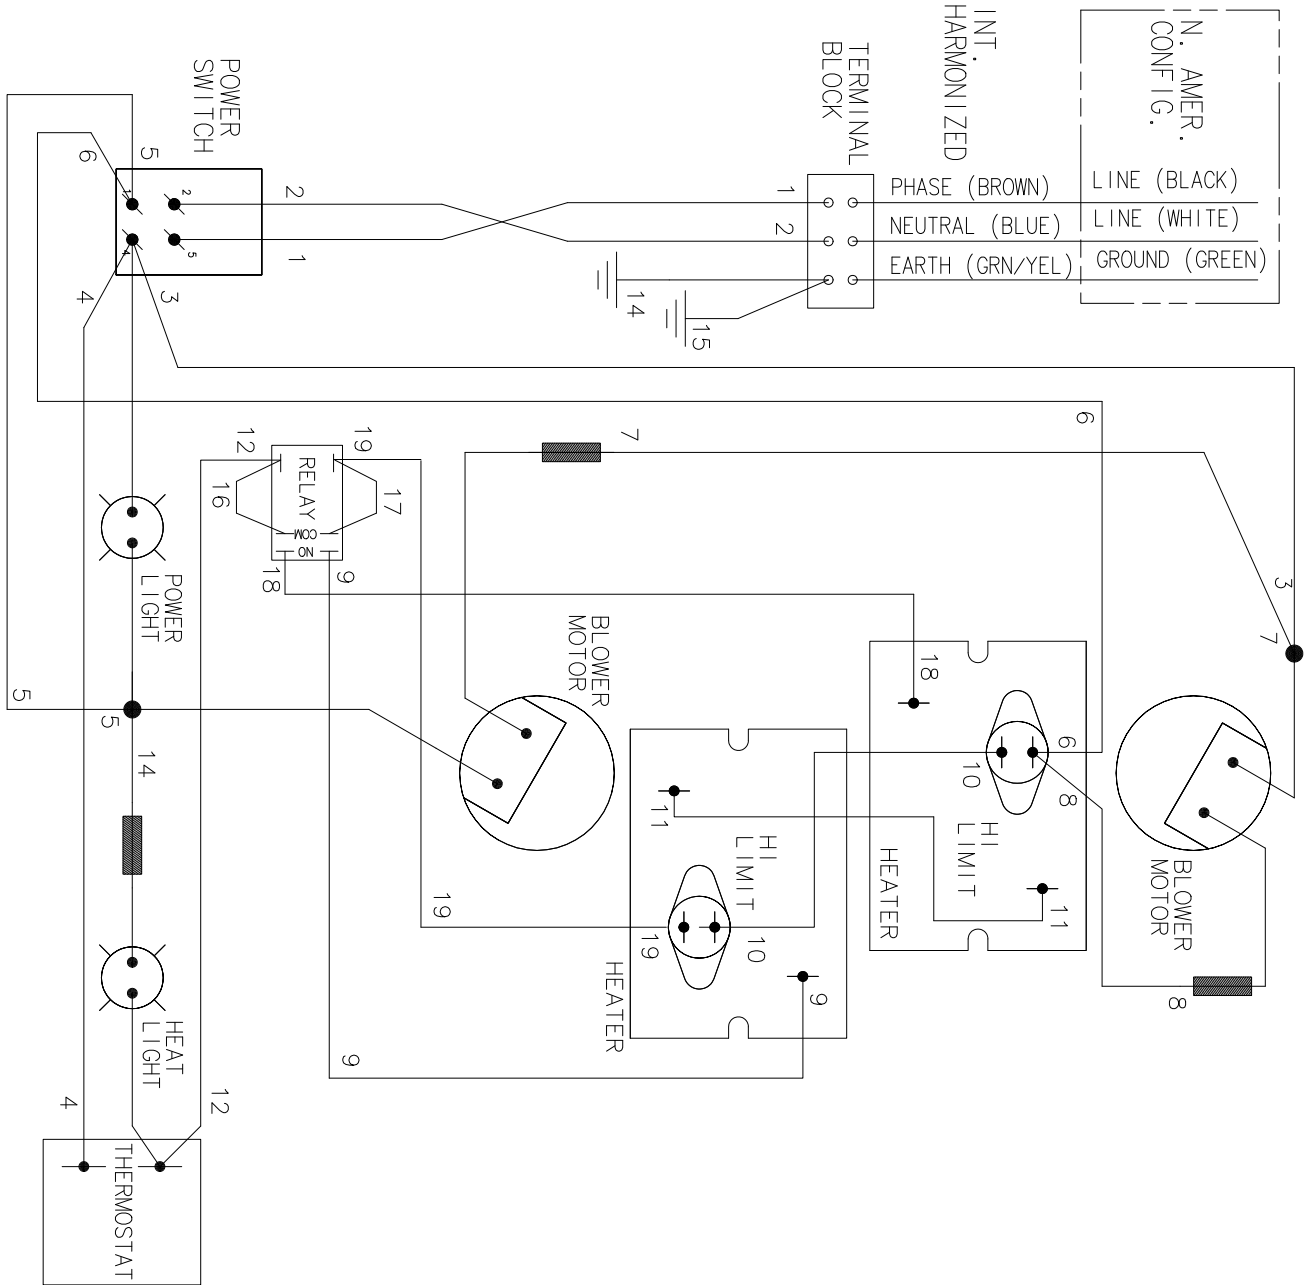 N. AMER.
CONFIG.
INT.
HARMONIZED
TERMINAL
BLOCK
POWER
SWITCH
LINE (BLACK)
LINE (WHITE)
GROUND (GREEN)
PHASE (BROWN)
NEUTRAL (BLUE)
EARTH (GRN/YEL)
1
2
14
15
2
1
5
6
1
2
4
5
4
3
6
7
3
7
12
19
16
17
RELAY
COM
NO
18
9
POWER
LIGHT
BLOWER
MOTOR
18
6
10
8
HI
LIMIT
HEATER
11
11
HI
LIMIT
10
19
19
HEATER
9
9
BLOWER
MOTOR
8
5
5
14
HEAT
LIGHT
4
12
THERMOSTAT